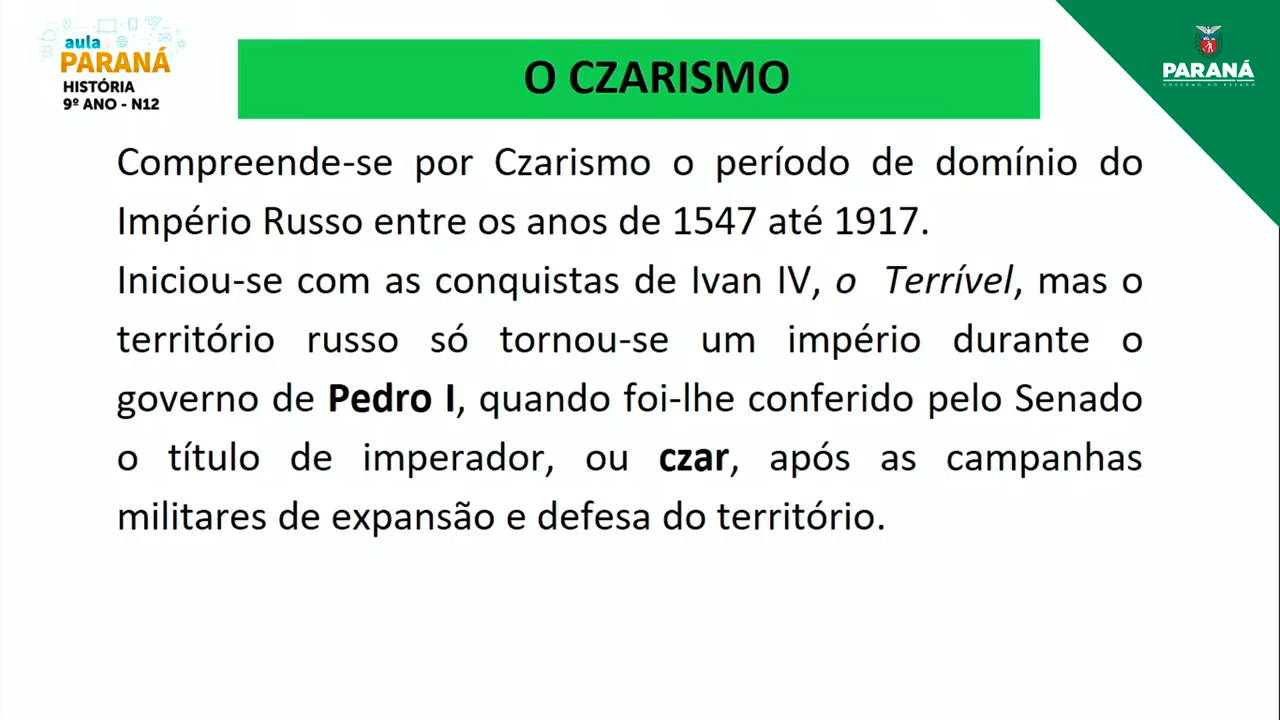 aula
PARANÁ
HISTÓRIA
9º ANO - N12
O CZARISMO
PARANÁ
GOVERNO DO ESTADO
Compreende-se por Czarismo o período de domínio do
Império Russo entre os anos de 1547 até 1917.
Iniciou-se com as conquistas de Ivan IV, o Terrível, mas o
território russo só tornou-se um império durante o
governo de Pedro I, quando foi-lhe conferido pelo Senado
o título de imperador, ou czar, após as campanhas
militares de expansão e defesa do território.